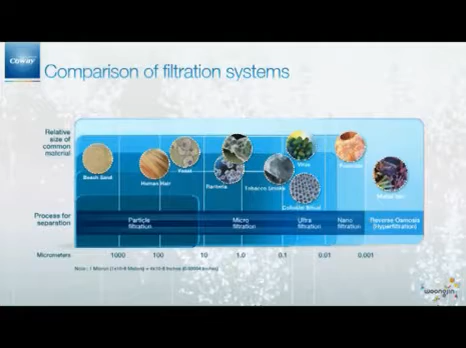 Coway
Comparison of filtration systems
Relative
size of
common
material
Beach Sand
Human Hair
Yeast
Bacteria
Tobacco Smoke
Virus
Colloidal Silica
Pesticide
Metal Ion
Process for
separation
Particle
filtration
Micro
filtration
Ultra
filtration
Nano
filtration
Reverse Osmosis
(Hyperfiltration)
Micrometers
1000
100
10
1.0
0.1
0.01
0.001
woongjin